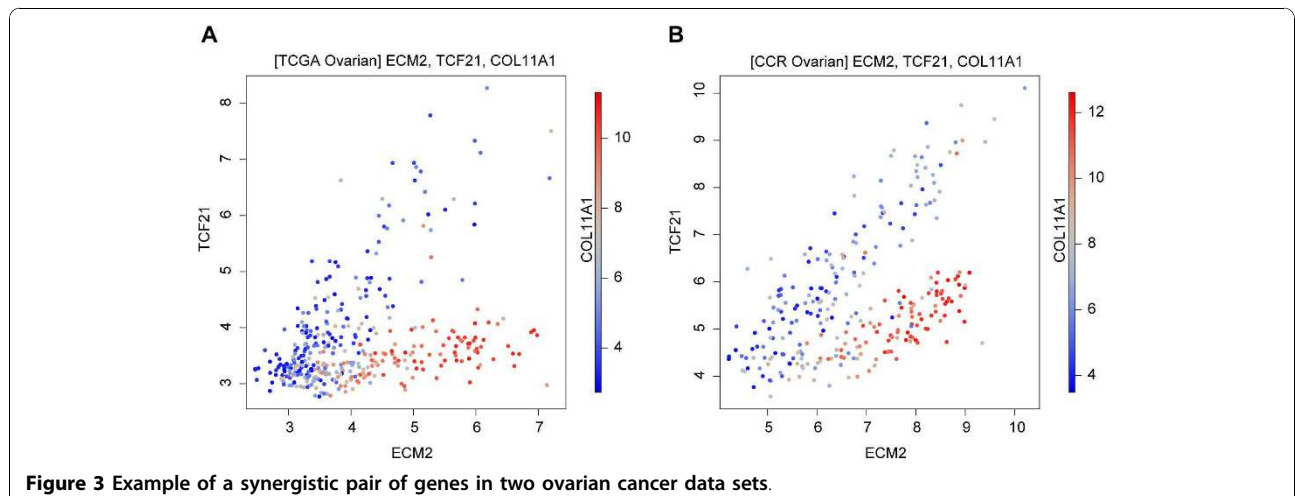 A
[TCGA Ovarian] ECM2, TCF21, COL11A1
TCF21
8
7
6
5
4
3
3 4 5 6 7
ECM2
COL11A1
10
8
6
4
B
[CCR Ovarian] ECM2, TCF21, COL11A1
TCF21
10
9
8
7
6
5
4
5 6 7 8 9 10
ECM2
COL11A1
12
10
8
6
4
Figure 3 Example of a synergistic pair of genes in two ovarian cancer data sets.